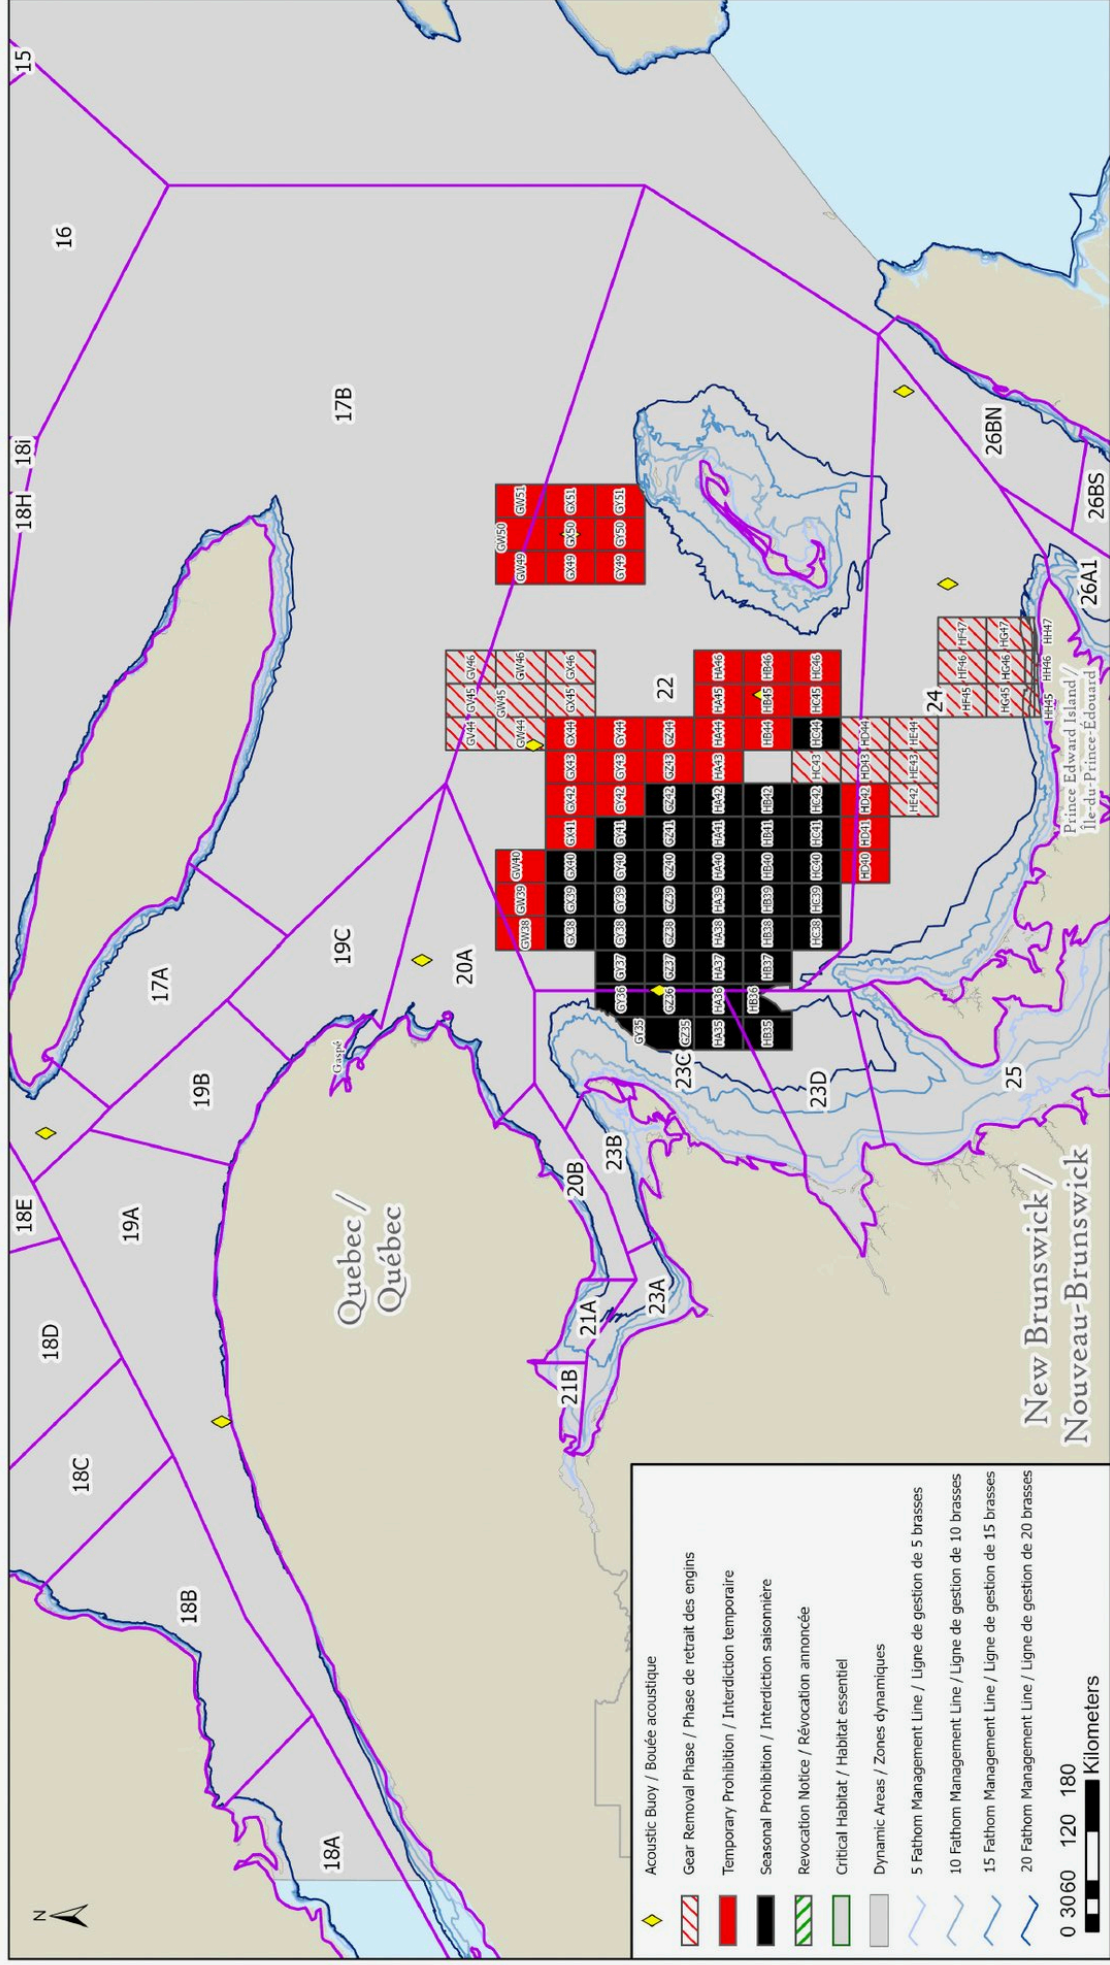 N
18E
18H
18i
15
18D
16
18C
19A
17A
18B
19B
18A
Quebec /
Québec
Gaspé
19C
17B
20A
GV44 GV45 GV46
GW38 GW39 GW40 GW44 GW45 GW46 GW49 GW50 GW51
GX38 GX39 GX40 GX41 GX42 GX43 GX44 GX45 GX46 GX49 GX50 GX51
21B
21A
20B
23B
GY35 GY36 GY37 GY38 GY39 GY40 GY41 GY42 GY43 GY44 GY49 GY50 GY51
23A
23C
22
GZ35 GZ36 GZ37 GZ38 GZ39 GZ40 GZ41 GZ42 GZ43 GZ44
HA35 HA36 HA37 HA38 HA39 HA40 HA41 HA42 HA43 HA44 HA45 HA46
HB35 HB36 HB37 HB38 HB39 HB40 HB41 HB42 HB44 HB45 HB46
23D
HC38 HC39 HC40 HC41 HC42 HC43 HC44 HC45 HC46
HD40 HD41 HD42 HD43 HD44
HE42 HE43 HE44
24
HF45 HF46 HF47
HG45 HG46 HG47
HH45 HH46 HH47
26BN
25
26A1
26BS
Prince Edward Island /
Île-du-Prince-Édouard
New Brunswick /
Nouveau-Brunswick
Acoustic Buoy / Bouée acoustique
Gear Removal Phase / Phase de retrait des engins
Temporary Prohibition / Interdiction temporaire
Seasonal Prohibition / Interdiction saisonnière
Revocation Notice / Révocation annoncée
Critical Habitat / Habitat essentiel
Dynamic Areas / Zones dynamiques
5 Fathom Management Line / Ligne de gestion de 5 brasses
10 Fathom Management Line / Ligne de gestion de 10 brasses
15 Fathom Management Line / Ligne de gestion de 15 brasses
20 Fathom Management Line / Ligne de gestion de 20 brasses
0 30 60 120 180
Kilometers